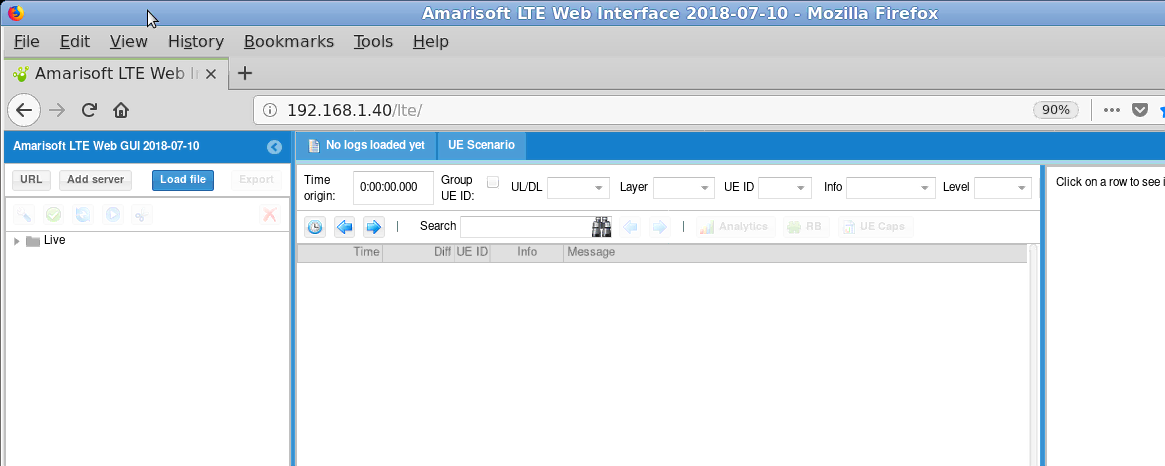 Amarisoft LTE Web Interface 2018-07-10 - Mozilla Firefox
File Edit View History Bookmarks Tools Help
Amarisoft LTE Web
192.168.1.40/lte/ 90%
Amarisoft LTE Web GUI 2018-07-10 No logs loaded yet UE Scenario
URL Add server Load file Export
Time origin: 0:00:00.000 Group UE ID: UL/DL Layer UE ID Info Level Click on a row to see
Search Analytics RB UE Caps
Live
Time Diff UE ID Info Message